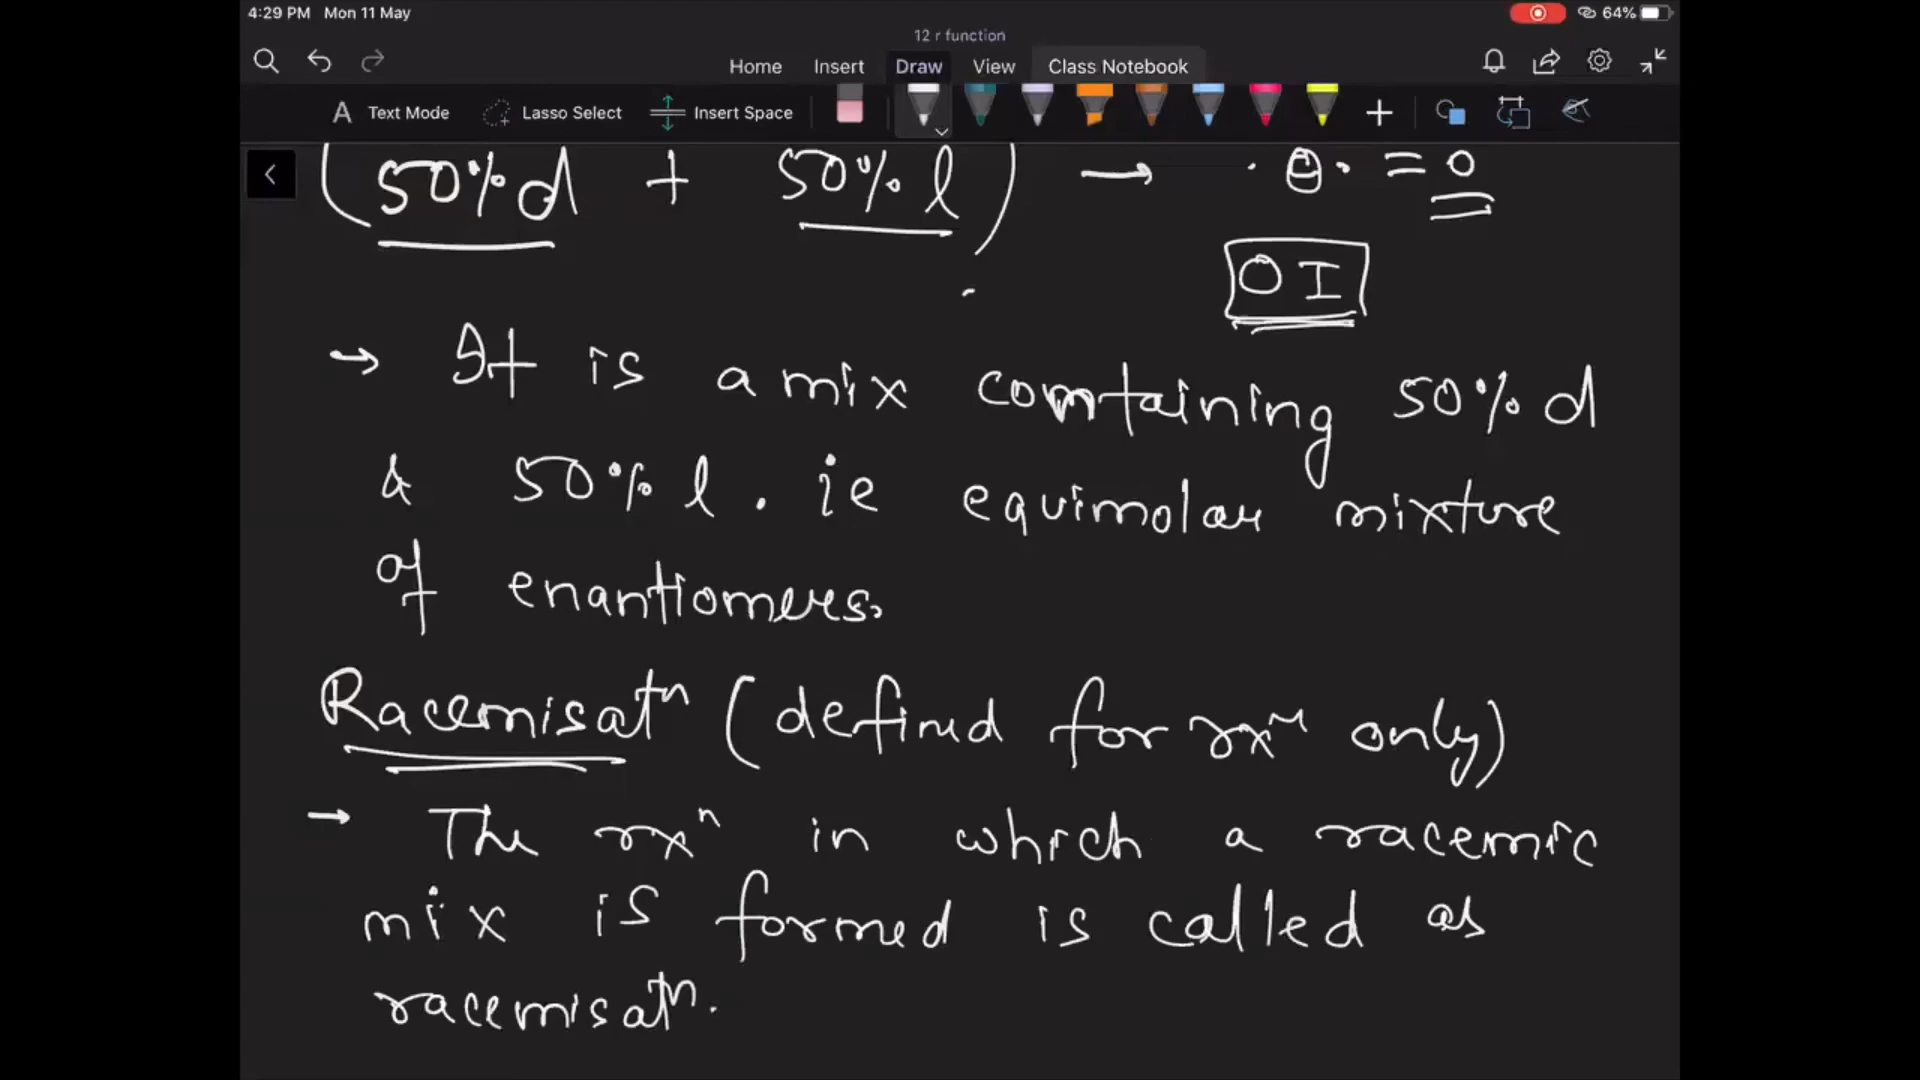 4:29 PM Mon 11 May 64%
12 r function
Home Insert Draw View Class Notebook
A Text Mode Lasso Select Insert Space
(50% d + 50% l) → θ = 0
OI
→ It is a mix containing 50% d
& 50% l. ie equimolar mixture
of enantiomers.
Racemisatⁿ (defined for rxⁿ only)
→ The rxⁿ in which a racemic
mix is formed is called as
racemisatⁿ.